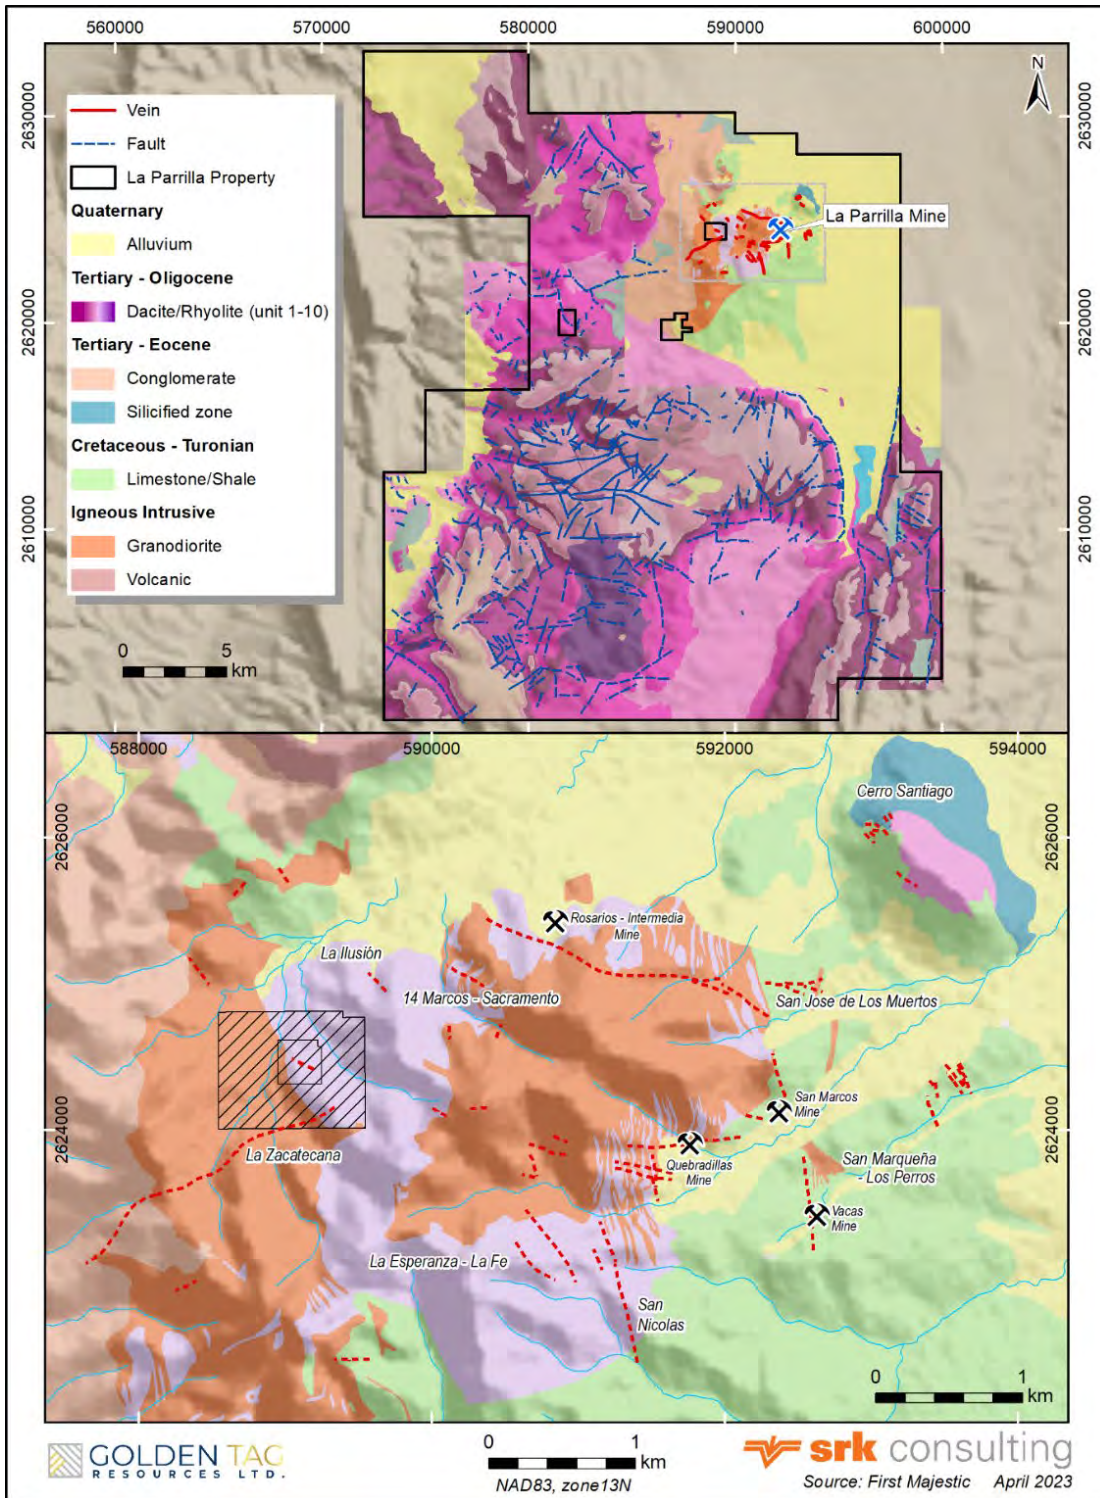 560000
570000
580000
590000
600000
N
2630000
2630000
Vein
Fault
La Parrilla Property
Quaternary
Alluvium
Tertiary - Oligocene
Dacite/Rhyolite (unit 1-10)
Tertiary - Eocene
Conglomerate
Silicified zone
Cretaceous - Turonian
Limestone/Shale
Igneous Intrusive
Granodiorite
Volcanic
La Parrilla Mine
2620000
2620000
2610000
2610000
0 5
km
588000
590000
592000
594000
2626000
2626000
Cerro Santiago
Rosarios - Intermedia
Mine
La Ilusión
14 Marcos - Sacramento
San Jose de Los Muertos
San Marcos
Mine
2624000
2624000
La Zacatecana
Quebradillas
Mine
San Marqueña
- Los Perros
Vacas
Mine
La Esperanza - La Fe
San
Nicolas
0 1
km
GOLDEN TAG
RESOURCES LTD.
0 1
km
NAD83, zone13N
srk consulting
Source: First Majestic April 2023